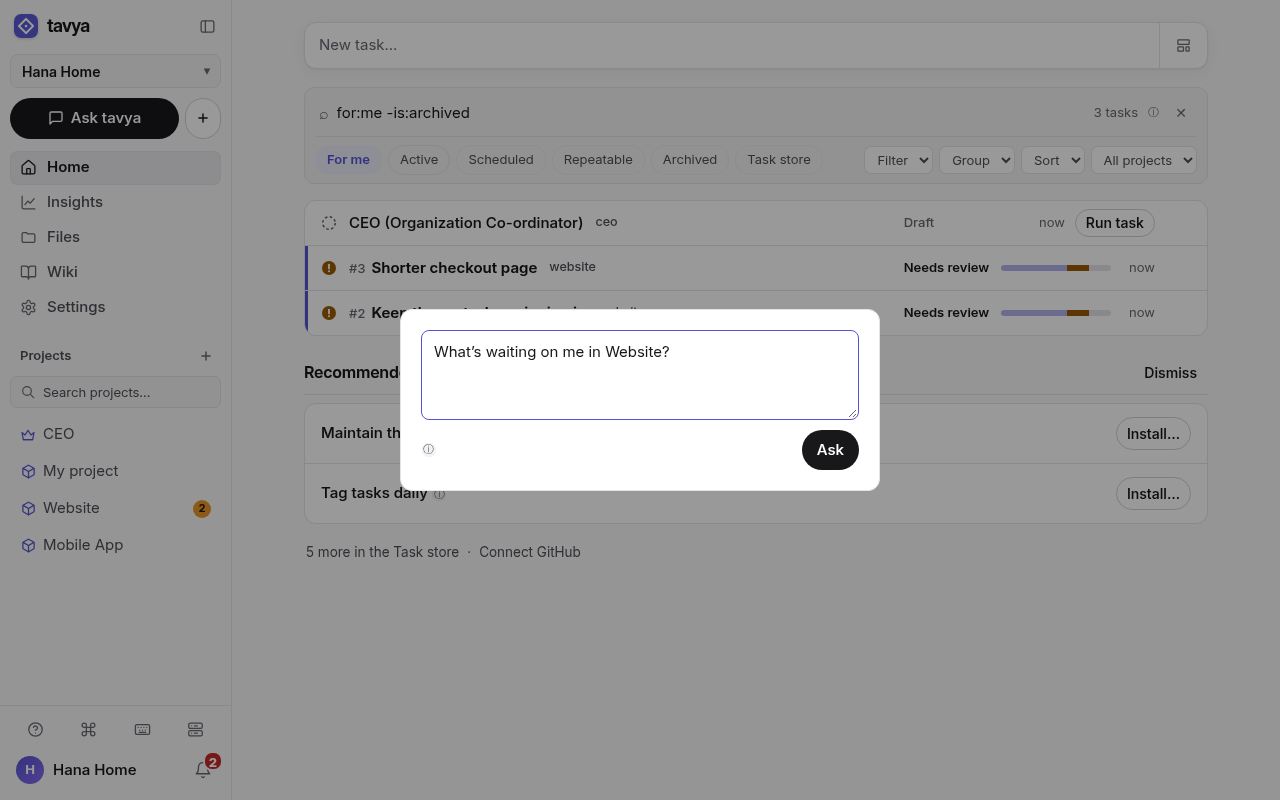 tavya
Hana Home
Ask tavya
Home
Insights
Files
Wiki
Settings
Projects
Search projects...
CEO
My project
Website 2
Mobile App
H Hana Home 2
New task...
for:me -is:archived 3 tasks
For me Active Scheduled Repeatable Archived Task store Filter Group Sort All projects
CEO (Organization Co-ordinator) ceo Draft now Run task
#3 Shorter checkout page website Needs review now
#2 Needs review now
What’s waiting on me in Website?
Ask
Dismiss
Maintain Install...
Tag tasks daily Install...
5 more in the Task store · Connect GitHub